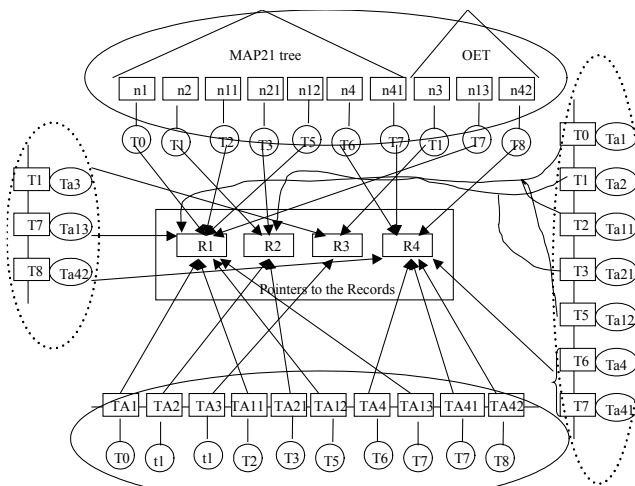 MAP21 tree OET
n1 n2 n11 n21 n12 n4 n41 n3 n13 n42
T0 T1 T2 T3 T5 T6 T7 T1 T7 T8
T0 Ta1
T1 Ta3
T1 Ta2
T7 Ta13
T2 Ta11
R1 R2 R3 R4
T8 Ta42
T3 Ta21
Pointers to the Records
T5 Ta12
T6 Ta4
TA1 TA2 TA3 TA11 TA21 TA12 TA4 TA13 TA41 TA42
T7 Ta41
T0 t1 t1 T2 T3 T5 T6 T7 T7 T8